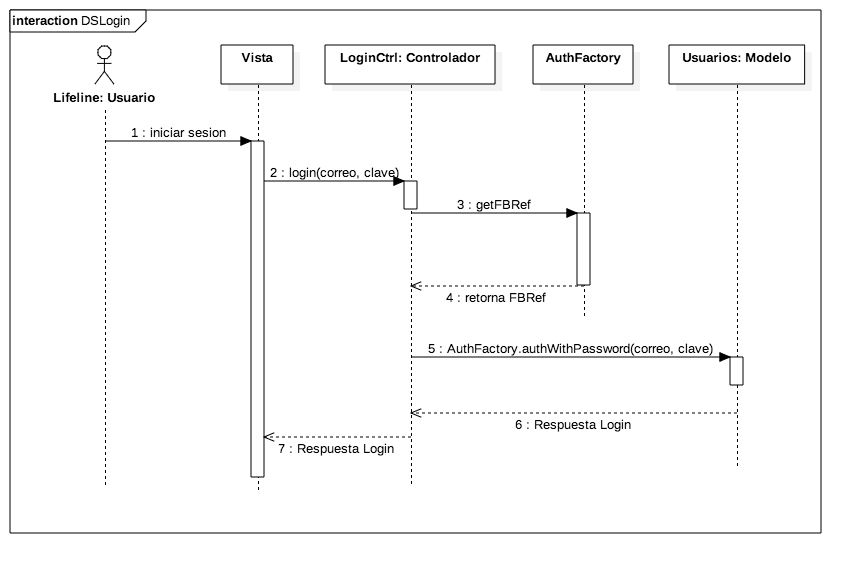 interaction DSLogin
Vista
LoginCtrl: Controlador
AuthFactory
Usuarios: Modelo
Lifeline: Usuario
1 : iniciar sesion
2 : login(correo, clave)
3 : getFBRef
4 : retorna FBRef
5 : AuthFactory.authWithPassword(correo, clave)
6 : Respuesta Login
7 : Respuesta Login